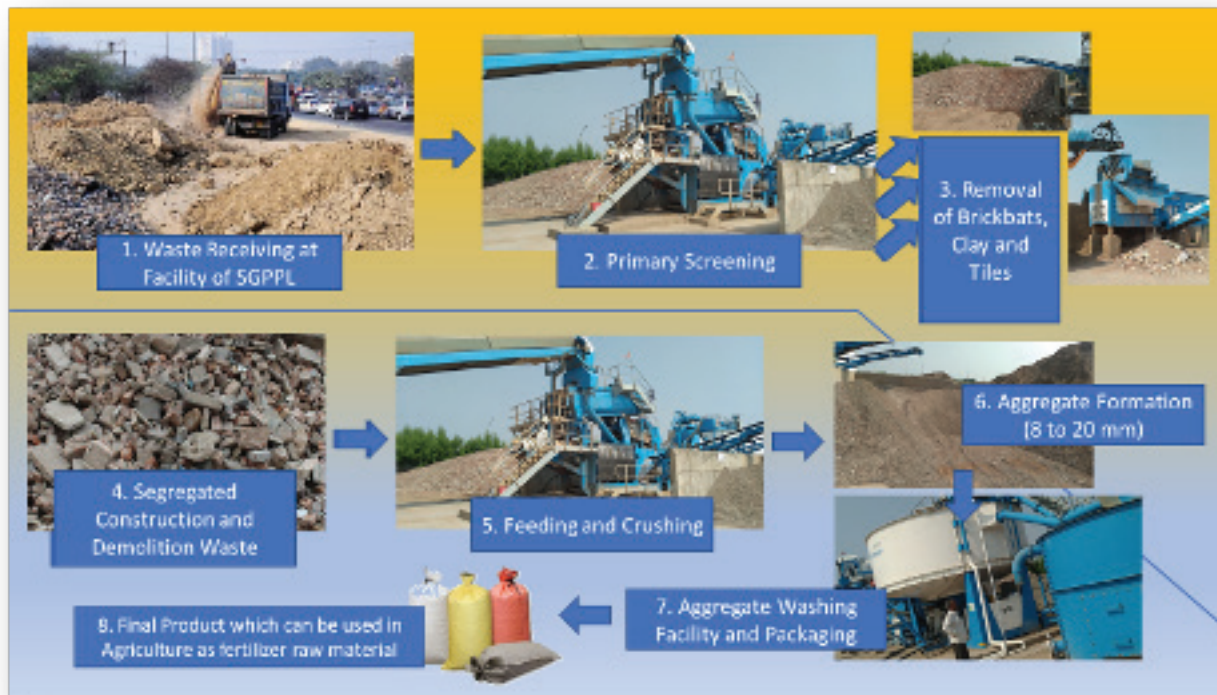 1. Waste Receiving at
Facility of SGPPL
2. Primary Screening
3. Removal
of Brickbats,
Clay and
Tiles
4. Segregated
Construction and
Demolition Waste
5. Feeding and Crushing
6. Aggregate Formation
(8 to 20 mm)
7. Aggregate Washing
Facility and Packaging
8. Final Product which can be used in
Agriculture as fertilizer raw material